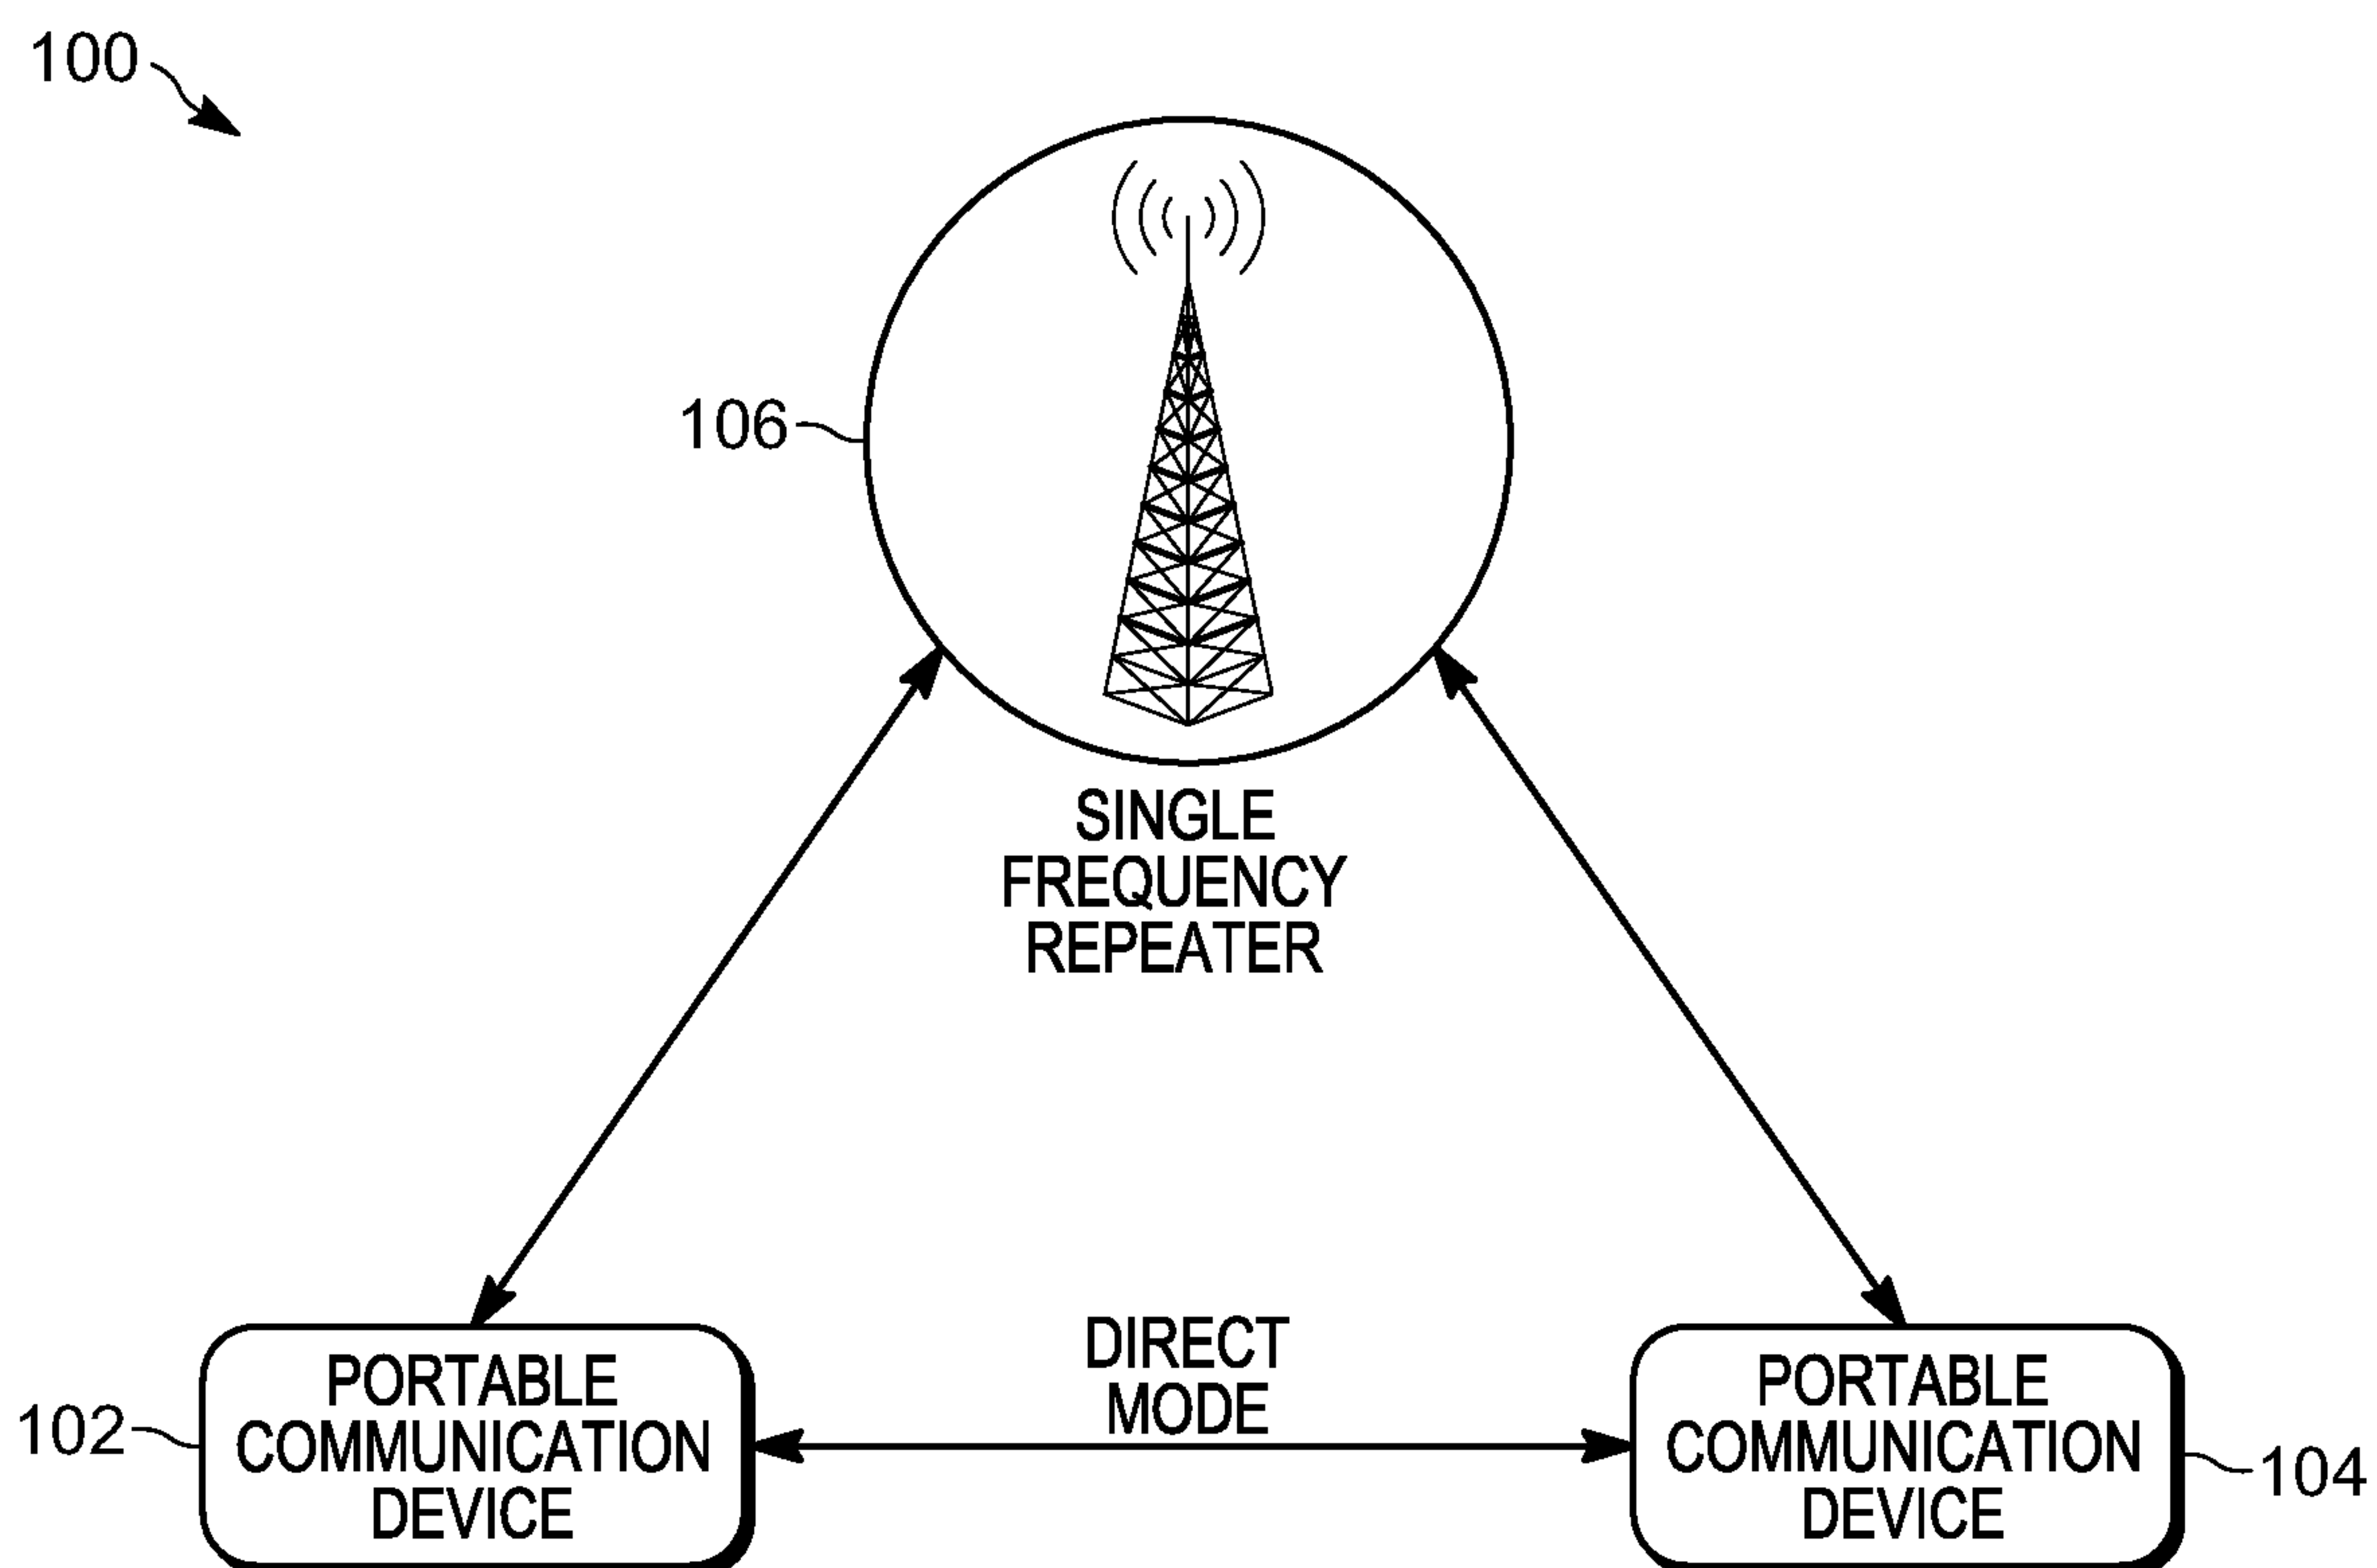 100
106
SINGLE
FREQUENCY
REPEATER
DIRECT
MODE
102
PORTABLE
COMMUNICATION
DEVICE
PORTABLE
COMMUNICATION
DEVICE
104